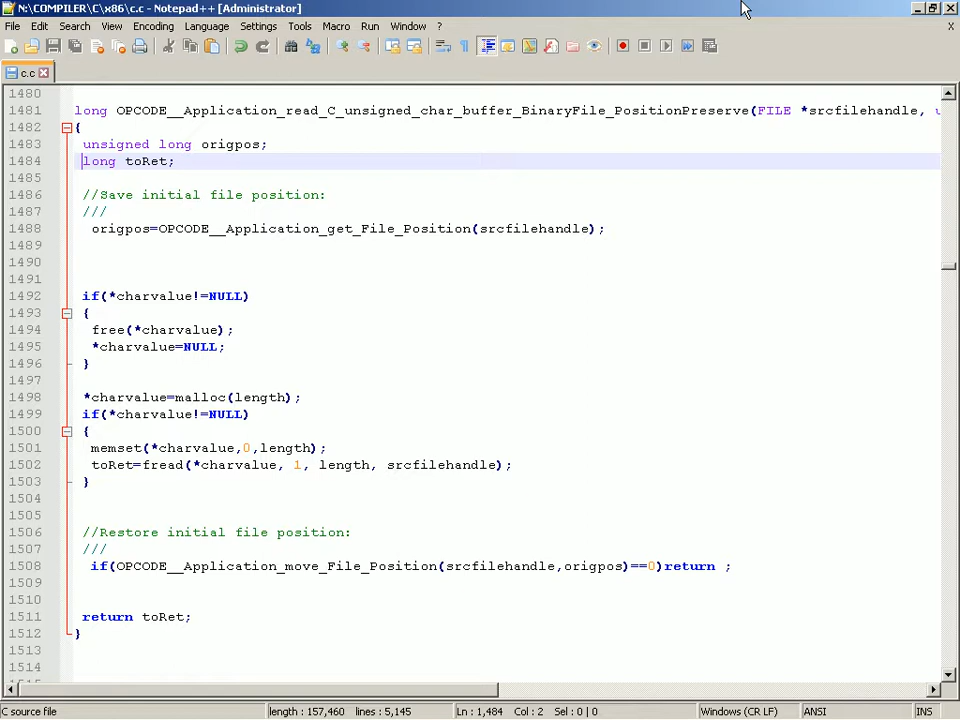 N:\COMPILER\C\x86\c.c - Notepad++ [Administrator]
File Edit Search View Encoding Language Settings Tools Macro Run Window ? X
c.c
1480
1481 long OPCODE__Application_read_C_unsigned_char_buffer_BinaryFile_PositionPreserve(FILE *srcfilehandle, u
1482 {
1483 unsigned long origpos;
1484 long toRet;
1485
1486 //Save initial file position:
1487 ///
1488 origpos=OPCODE__Application_get_File_Position(srcfilehandle);
1489
1490
1491
1492 if(*charvalue!=NULL)
1493 {
1494 free(*charvalue);
1495 *charvalue=NULL;
1496 }
1497
1498 *charvalue=malloc(length);
1499 if(*charvalue!=NULL)
1500 {
1501 memset(*charvalue,0,length);
1502 toRet=fread(*charvalue, 1, length, srcfilehandle);
1503 }
1504
1505
1506 //Restore initial file position:
1507 ///
1508 if(OPCODE__Application_move_File_Position(srcfilehandle,origpos)==0)return ;
1509
1510
1511 return toRet;
1512 }
1513
1514
C source file length : 157,460 lines : 5,145 Ln : 1,484 Col : 2 Sel : 0 | 0 Windows (CR LF) ANSI INS